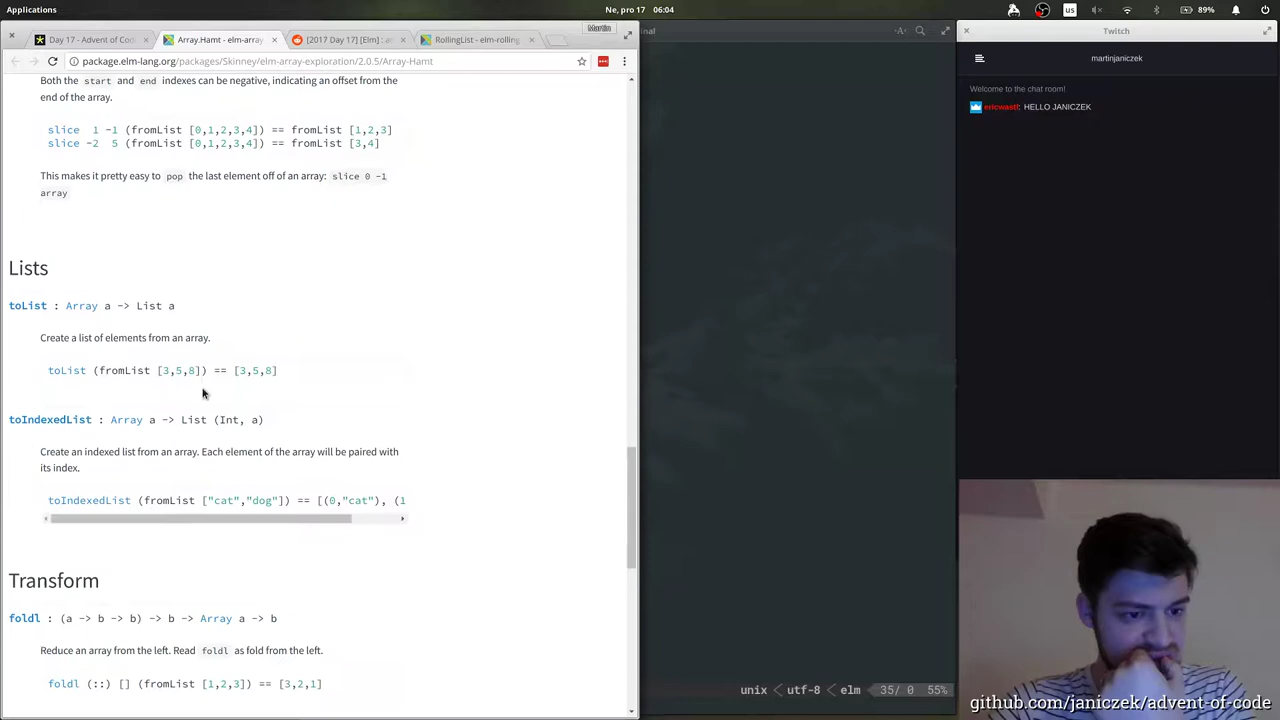 Applications
Ne, pro 17 06:04
us
89%
Martin
Day 17 - Advent of Cod
Array.Hamt - elm-array
[2017 Day 17] [Elm]
RollingList - elm-rolling
inal
Twitch
package.elm-lang.org/packages/Skinney/elm-array-exploration/2.0.5/Array-Hamt
martinjaniczek
Both the start and end indexes can be negative, indicating an offset from the
end of the array.
Welcome to the chat room!
ericwastl: HELLO JANICZEK
slice 1 -1 (fromList [0,1,2,3,4]) == fromList [1,2,3]
slice -2 5 (fromList [0,1,2,3,4]) == fromList [3,4]
This makes it pretty easy to pop the last element off of an array: slice 0 -1
array
Lists
toList : Array a -> List a
Create a list of elements from an array.
toList (fromList [3,5,8]) == [3,5,8]
toIndexedList : Array a -> List (Int, a)
Create an indexed list from an array. Each element of the array will be paired with
its index.
toIndexedList (fromList ["cat","dog"]) == [(0,"cat"), (1
Transform
foldl : (a -> b -> b) -> b -> Array a -> b
Reduce an array from the left. Read foldl as fold from the left.
foldl (::) [] (fromList [1,2,3]) == [3,2,1]
unix < utf-8 < elm < 35/ 0 55%
github.com/janiczek/advent-of-code